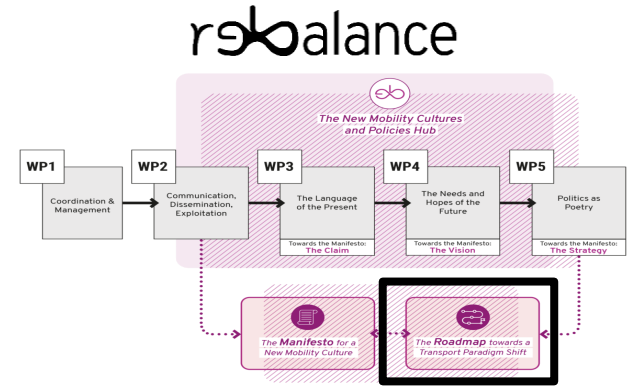 rebalance
The New Mobility Cultures
and Policies Hub
WP1
Coordination &
Management
WP2
Communication,
Dissemination,
Exploitation
WP3
The Language
of the Present
Towards the Manifesto:
The Claim
WP4
The Needs and
Hopes of the
Future
Towards the Manifesto:
The Vision
WP5
Politics as
Poetry
Towards the Manifesto:
The Strategy
The Manifesto for a
New Mobility Culture
The Roadmap towards a
Transport Paradigm Shift